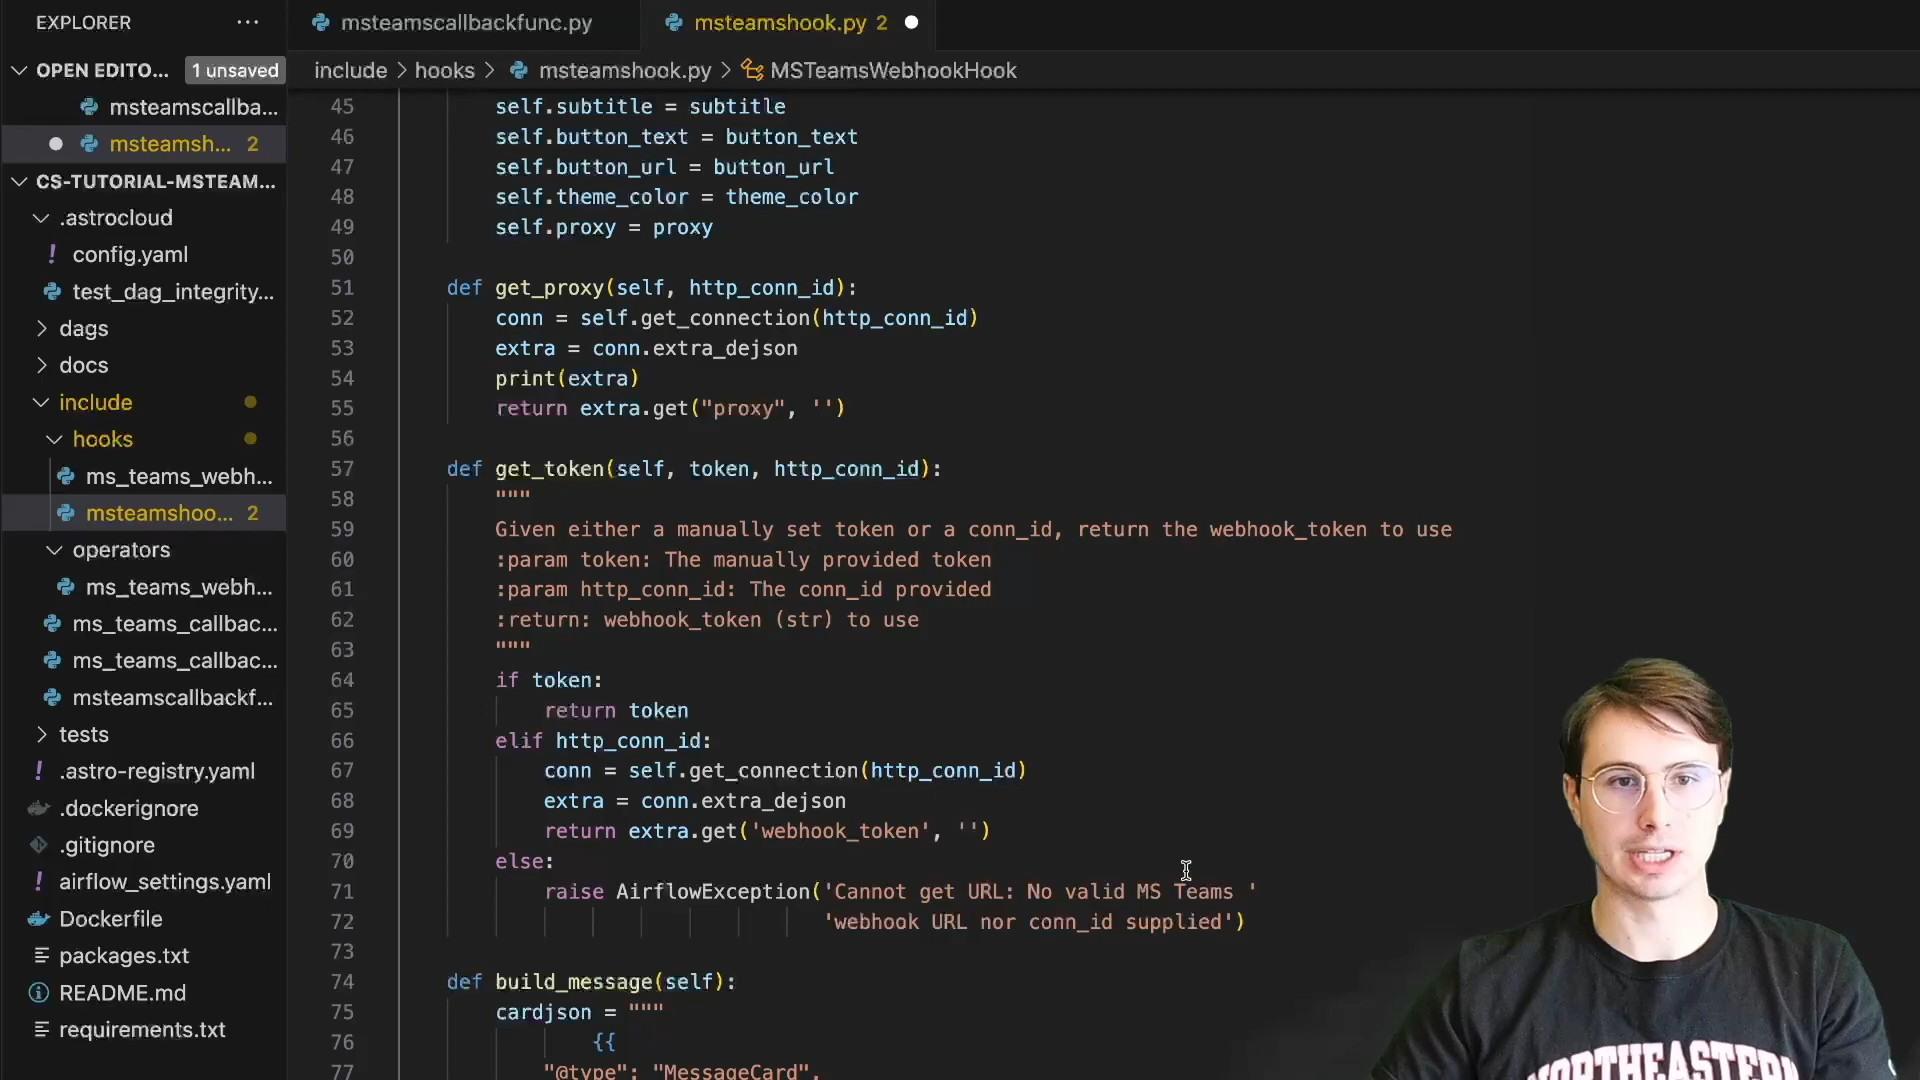 EXPLORER
OPEN EDITO... 1 unsaved
msteamscallba...
msteamsh... 2
CS-TUTORIAL-MSTEAM...
.astrocloud
config.yaml
test_dag_integrity...
dags
docs
include
hooks
ms_teams_webh...
msteamshoo... 2
operators
ms_teams_webh...
ms_teams_callbac...
ms_teams_callbac...
msteamscallbackf...
tests
.astro-registry.yaml
.dockerignore
.gitignore
airflow_settings.yaml
Dockerfile
packages.txt
README.md
requirements.txt
msteamscallbackfunc.py msteamshook.py 2
include > hooks > msteamshook.py > MSTeamsWebhookHook
45 self.subtitle = subtitle
46 self.button_text = button_text
47 self.button_url = button_url
48 self.theme_color = theme_color
49 self.proxy = proxy
50
51 def get_proxy(self, http_conn_id):
52 conn = self.get_connection(http_conn_id)
53 extra = conn.extra_dejson
54 print(extra)
55 return extra.get("proxy", '')
56
57 def get_token(self, token, http_conn_id):
58 """
59 Given either a manually set token or a conn_id, return the webhook_token to use
60 :param token: The manually provided token
61 :param http_conn_id: The conn_id provided
62 :return: webhook_token (str) to use
63 """
64 if token:
65 return token
66 elif http_conn_id:
67 conn = self.get_connection(http_conn_id)
68 extra = conn.extra_dejson
69 return extra.get('webhook_token', '')
70 else:
71 raise AirflowException('Cannot get URL: No valid MS Teams '
72 'webhook URL nor conn_id supplied')
73
74 def build_message(self):
75 cardjson = """
76 {{
77 "@type": "MessageCard",
NORTHEASTERN